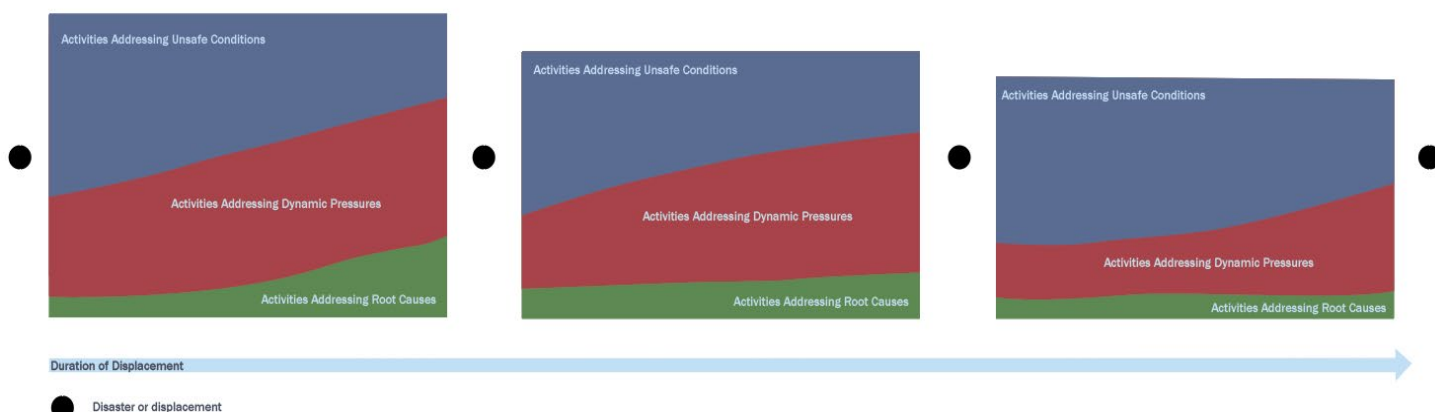 Activities Addressing Unsafe Conditions
Activities Addressing Dynamic Pressures
Activities Addressing Root Causes
Activities Addressing Unsafe Conditions
Activities Addressing Dynamic Pressures
Activities Addressing Root Causes
Activities Addressing Unsafe Conditions
Activities Addressing Dynamic Pressures
Activities Addressing Root Causes
Duration of Displacement
Disaster or displacement